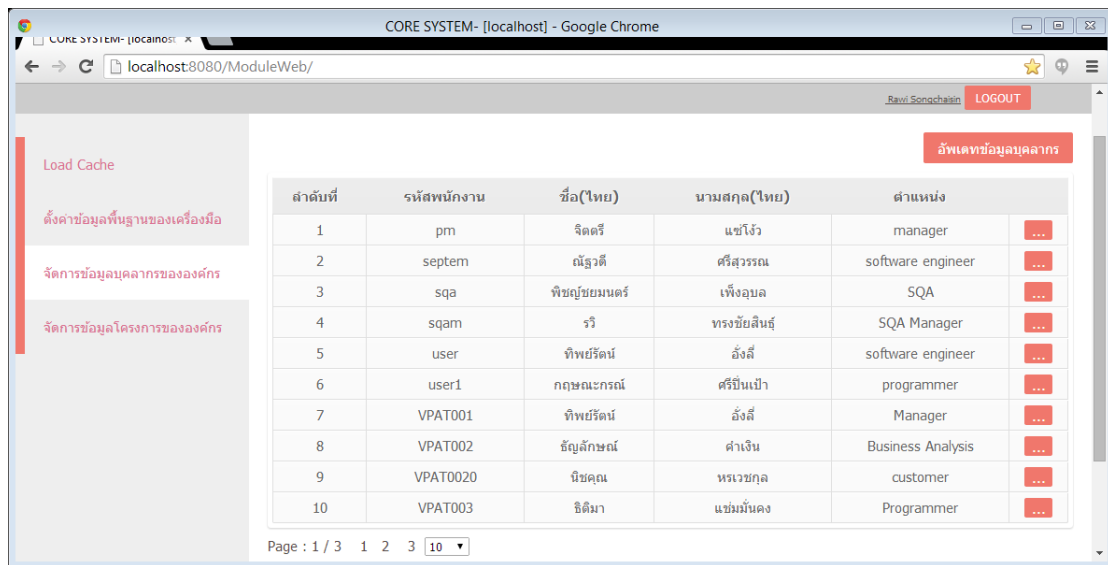 CORE SYSTEM- [localhost] - Google Chrome
CORE SYSTEM- [localhost ×
localhost:8080/ModuleWeb/
Rawi Songchaisin LOGOUT
Load Cache
ตั้งค่าข้อมูลพื้นฐานของเครื่องมือ
จัดการข้อมูลบุคลากรขององค์กร
จัดการข้อมูลโครงการขององค์กร
อัพเดทข้อมูลบุคลากร
ลำดับที่ รหัสพนักงาน ชื่อ(ไทย) นามสกุล(ไทย) ตำแหน่ง
1 pm จิตตรี แซ่โง้ว manager ...
2 septem ณัฐวดี ศรีสุวรรณ software engineer ...
3 sqa พิชญ์ชยมนตร์ เพ็งอุบล SQA ...
4 sqam รวิ ทรงชัยสินธุ์ SQA Manager ...
5 user ทิพย์รัตน์ อั่งลี่ software engineer ...
6 user1 กฤษณะกรณ์ ศรีปิ่นเป้า programmer ...
7 VPAT001 ทิพย์รัตน์ อั่งลี่ Manager ...
8 VPAT002 ธัญลักษณ์ คำเงิน Business Analysis ...
9 VPAT0020 นิชคุณ หรเวชกุล customer ...
10 VPAT003 ธิติมา แช่มมั่นคง Programmer ...
Page : 1 / 3 1 2 3 10